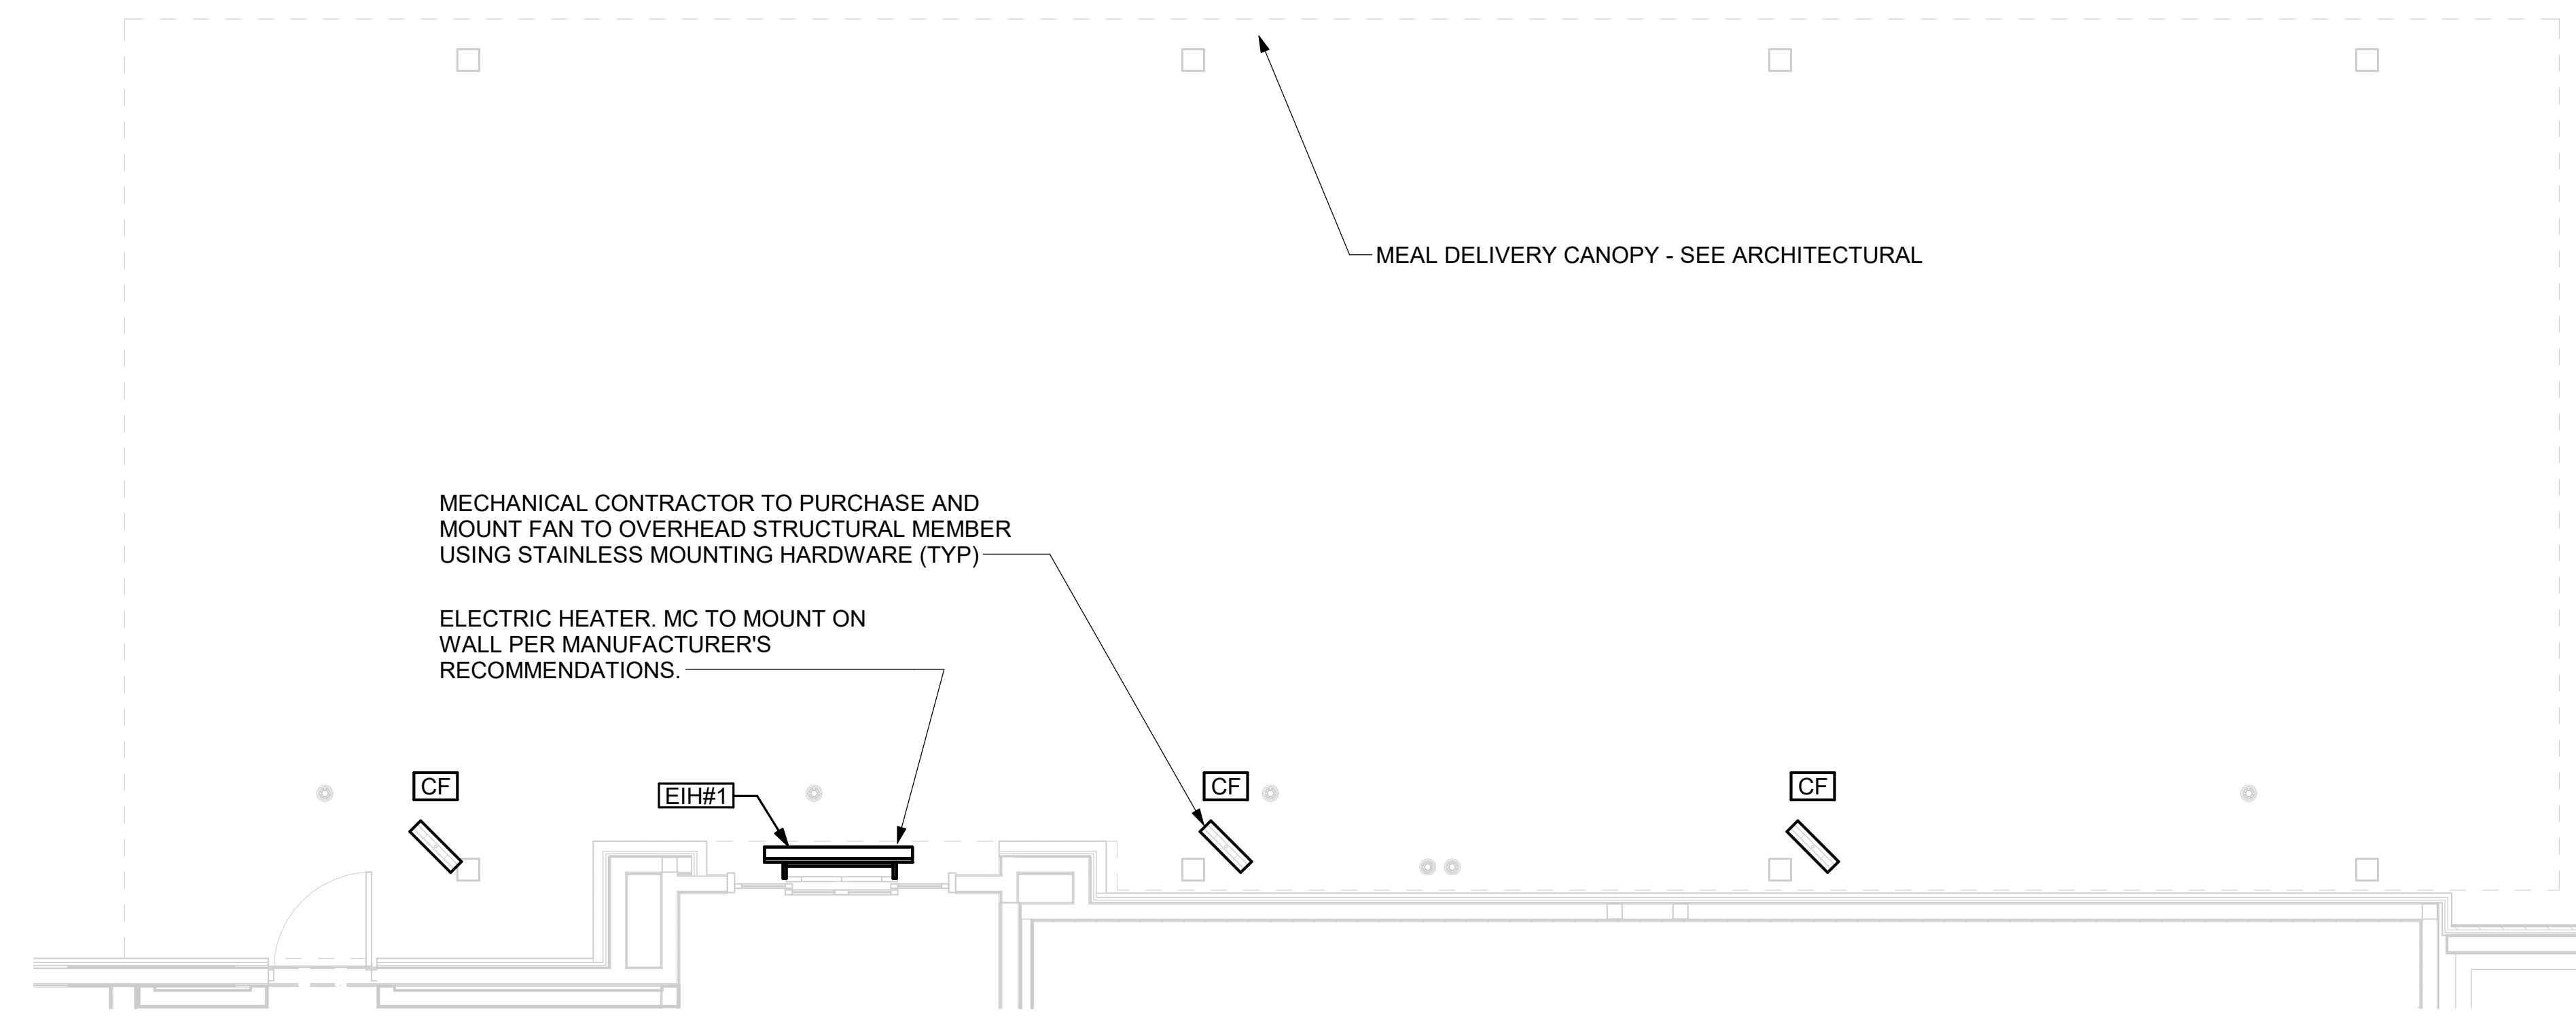 MEAL DELIVERY CANOPY - SEE ARCHITECTURAL
MECHANICAL CONTRACTOR TO PURCHASE AND
MOUNT FAN TO OVERHEAD STRUCTURAL MEMBER
USING STAINLESS MOUNTING HARDWARE (TYP)
ELECTRIC HEATER. MC TO MOUNT ON
WALL PER MANUFACTURER'S
RECOMMENDATIONS.
CF
EIH#1
CF
CF